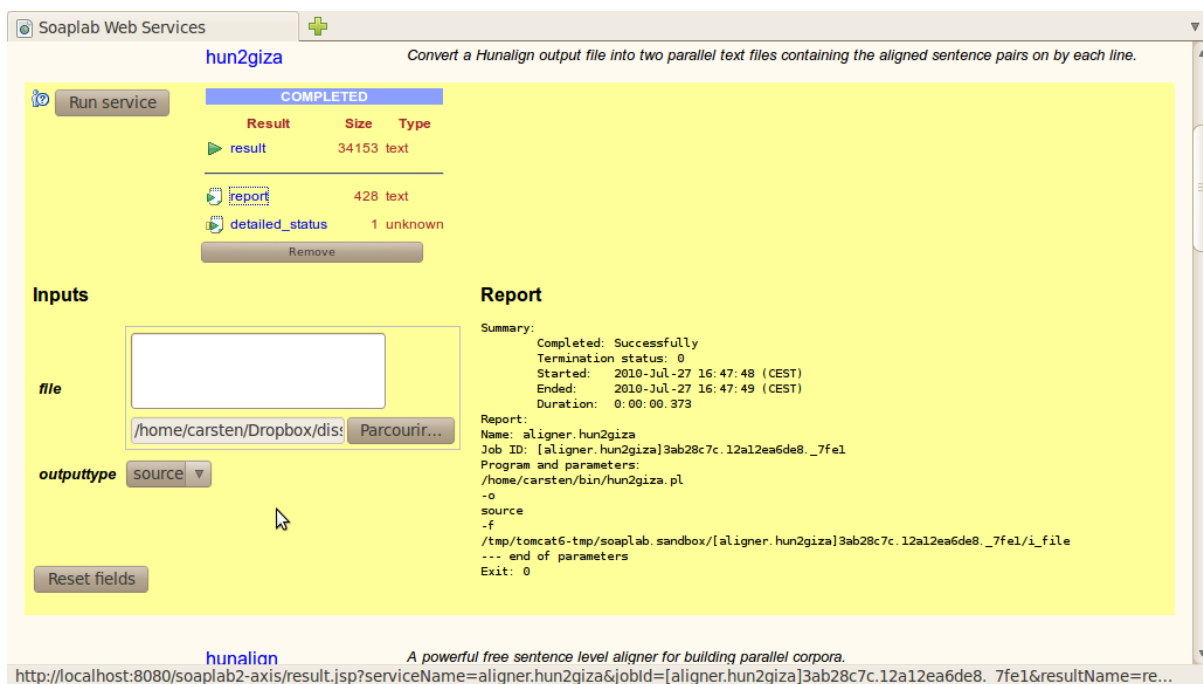 Soaplab Web Services
hun2giza Convert a Hunalign output file into two parallel text files containing the aligned sentence pairs on by each line.
Run service
COMPLETED
Result Size Type
result 34153 text
report 428 text
detailed_status 1 unknown
Remove
Inputs
file
/home/carsten/Dropbox/dis Parcourir...
outputtype source
Reset fields
Report
Summary:
Completed: Successfully
Termination status: 0
Started: 2010-Jul-27 16:47:48 (CEST)
Ended: 2010-Jul-27 16:47:49 (CEST)
Duration: 0:00:00.373
Report:
Name: aligner.hun2giza
Job ID: [aligner.hun2giza]3ab28c7c.12a12ea6de8._7fe1
Program and parameters:
/home/carsten/bin/hun2giza.pl
-o
source
-f
/tmp/tomcat6-tmp/soaplab.sandbox/[aligner.hun2giza]3ab28c7c.12a12ea6de8._7fe1/i_file
--- end of parameters
Exit: 0
hunalign A powerful free sentence level aligner for building parallel corpora.
http://localhost:8080/soaplab2-axis/result.jsp?serviceName=aligner.hun2giza&jobId=[aligner.hun2giza]3ab28c7c.12a12ea6de8._7fe1&resultName=re...